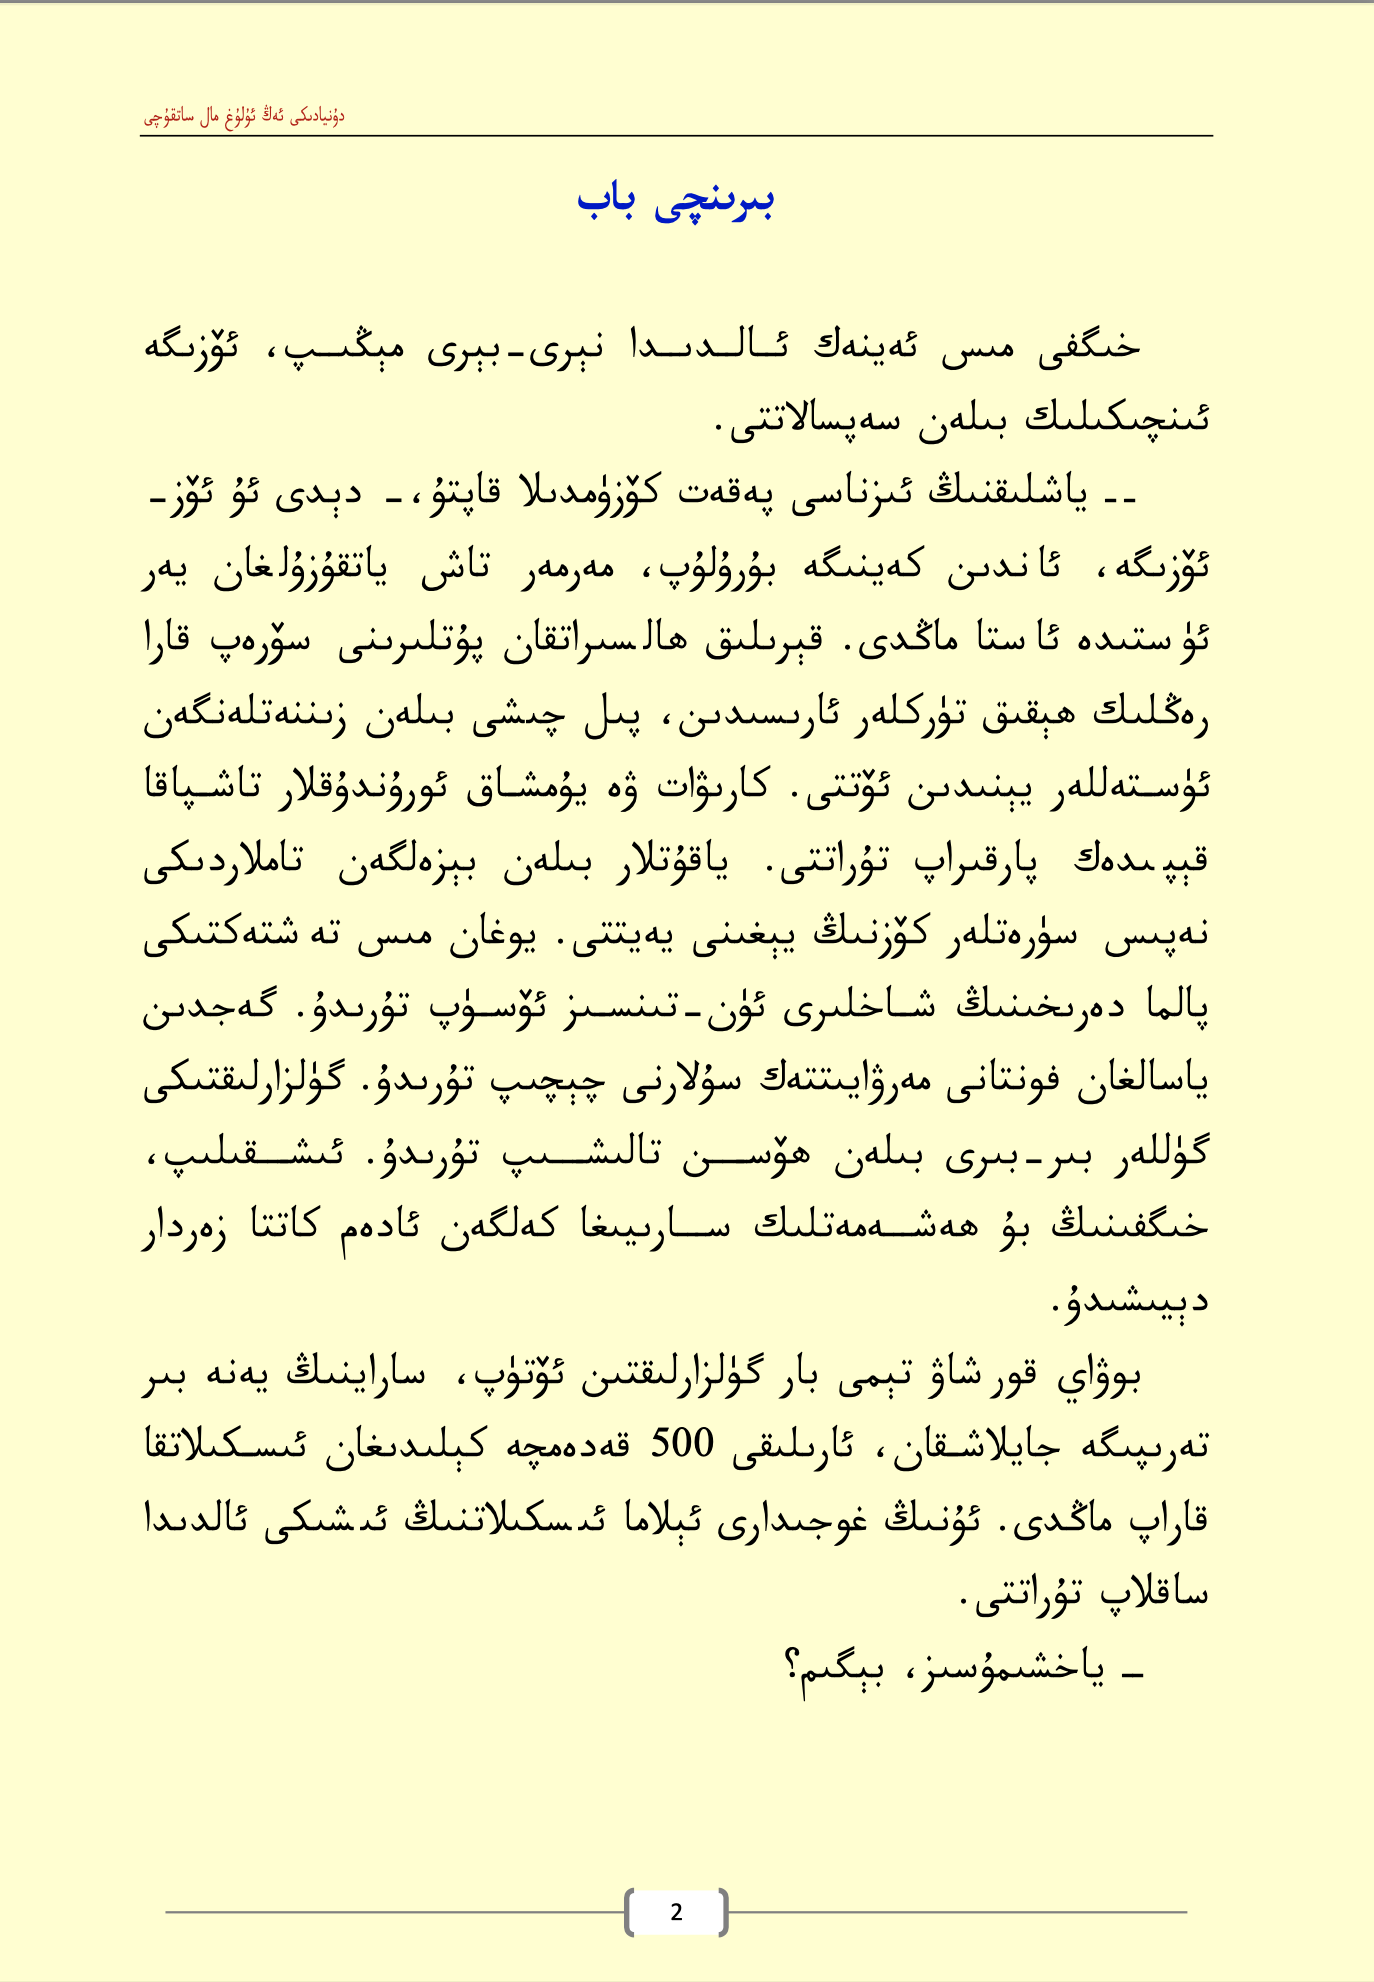 دۇنيادىكى ئەڭ ئۇلۇغ مال ساتقۇچى
بىرىنچى باب
خىگفى مىس ئەينەك ئالدىدا نېرى-بېرى مېڭىپ، ئۆزىگە
ئىنچىكىلىك بىلەن سەپسالاتتى.
-- ياشلىقنىڭ ئىزناسى پەقەت كۆزۈمدىلا قاپتۇ،- دېدى ئۇ ئۆز-
ئۆزىگە، ئاندىن كەينىگە بۇرۇلۇپ، مەرمەر تاش ياتقۇزۇلغان يەر
ئۈستىدە ئاستا ماڭدى. قېرىلىق ھالسىراتقان پۇتلىرىنى سۆرەپ قارا
رەڭلىك ھېقىق تۈركلەر ئارىسىدىن، پىل چىشى بىلەن زىننەتلەنگەن
ئۈستەللەر يېنىدىن ئۆتتى. كارىۋات ۋە يۇمشاق ئورۇندۇقلار تاشپاقا
قېپىدەك پارقىراپ تۇراتتى. ياقۇتلار بىلەن بېزەلگەن تاملاردىكى
نەپىس سۈرەتلەر كۆزنىڭ يېغىنى يەيتتى. يوغان مىس تەشتەكتىكى
پالما دەرىخىنىڭ شاخلىرى ئۈن-تىنسىز ئۆسۈپ تۇرىدۇ. گەجدىن
ياسالغان فونتانى مەرۋايىتتەك سۇلارنى چېچىپ تۇرىدۇ. گۈلزارلىقتىكى
گۈللەر بىر-بىرى بىلەن ھۆسن تالىشىپ تۇرىدۇ. ئىشقىلىپ،
خىگفىنىڭ بۇ ھەشەمەتلىك سارىيىغا كەلگەن ئادەم كاتتا زەردار
دېيىشىدۇ.
بوۋاي قورشاۋ تېمى بار گۈلزارلىقتىن ئۆتۈپ، ساراينىڭ يەنە بىر
تەرىپىگە جايلاشقان، ئارىلىقى 500 قەدەمچە كېلىدىغان ئىسكىلاتقا
قاراپ ماڭدى. ئۇنىڭ غوجىدارى ئېلاما ئىسكىلاتنىڭ ئىشىكى ئالدىدا
ساقلاپ تۇراتتى.
- ياخشىمۇسىز، بېگىم؟
2